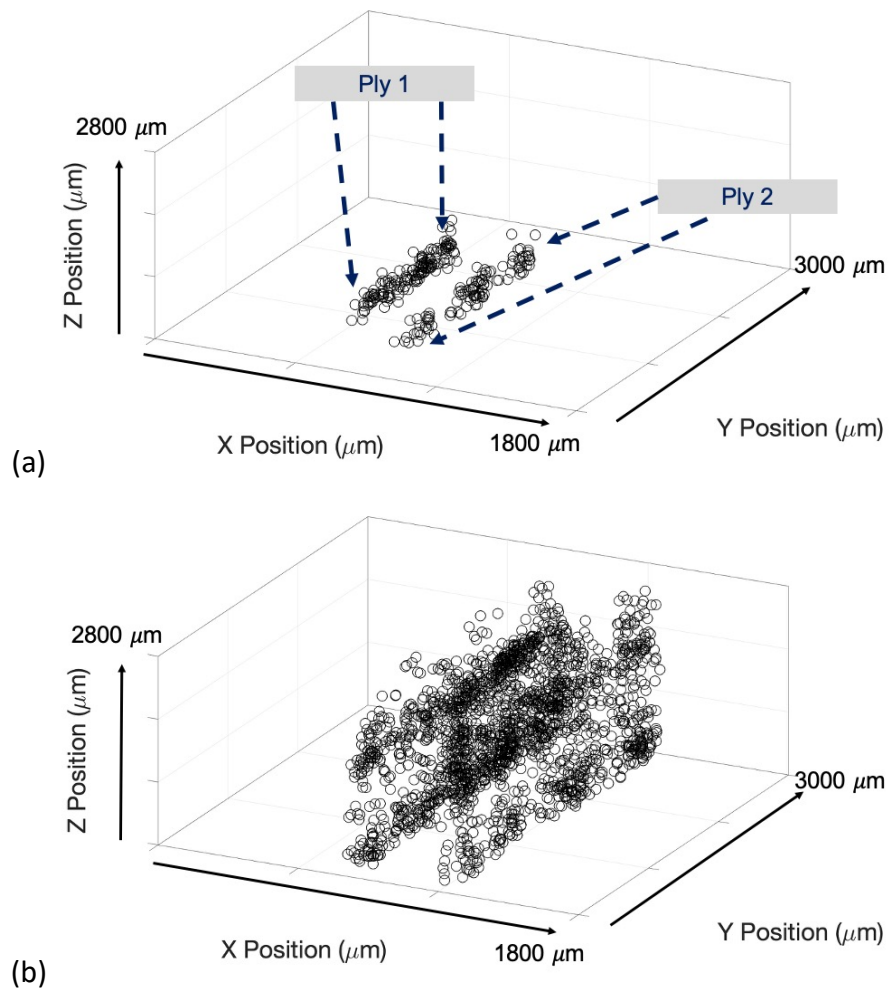 Ply 1
2800 μm
Z Position (μm)
Ply 2
3000 μm
X Position (μm)
1800 μm
Y Position (μm)
(a)
2800 μm
Z Position (μm)
3000 μm
X Position (μm)
1800 μm
Y Position (μm)
(b)